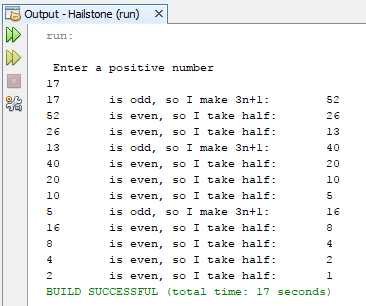 Output - Hailstone (run)
run:
Enter a positive number
17
17 is odd, so I make 3n+1: 52
52 is even, so I take half: 26
26 is even, so I take half: 13
13 is odd, so I make 3n+1: 40
40 is even, so I take half: 20
20 is even, so I take half: 10
10 is even, so I take half: 5
5 is odd, so I make 3n+1: 16
16 is even, so I take half: 8
8 is even, so I take half: 4
4 is even, so I take half: 2
2 is even, so I take half: 1
BUILD SUCCESSFUL (total time: 17 seconds)